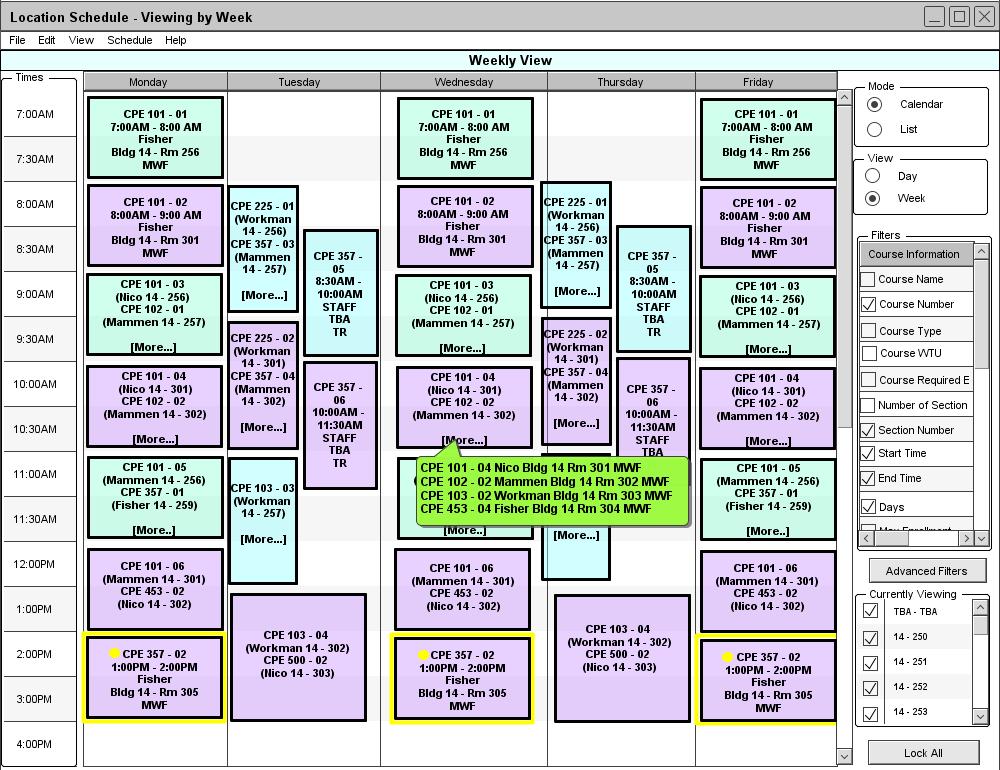 Location Schedule - Viewing by Week
File Edit View Schedule Help
Weekly View
Times
Monday Tuesday Wednesday Thursday Friday
7:00AM
7:30AM
8:00AM
8:30AM
9:00AM
9:30AM
10:00AM
10:30AM
11:00AM
11:30AM
12:00PM
1:00PM
2:00PM
3:00PM
4:00PM
CPE 101 - 01
7:00AM - 8:00 AM
Fisher
Bldg 14 - Rm 256
MWF
CPE 101 - 02
8:00AM - 9:00 AM
Fisher
Bldg 14 - Rm 301
MWF
CPE 101 - 03
(Nico 14 - 256)
CPE 102 - 01
(Mammen 14 - 257)
[More...]
CPE 101 - 04
(Nico 14 - 301)
CPE 102 - 02
(Mammen 14 - 302)
[More...]
CPE 101 - 05
(Mammen 14 - 256)
CPE 357 - 01
(Fisher 14 - 259)
[More..]
CPE 101 - 06
(Mammen 14 - 301)
CPE 453 - 02
(Nico 14 - 302)
CPE 357 - 02
1:00PM - 2:00PM
Fisher
Bldg 14 - Rm 305
MWF
CPE 225 - 01
(Workman
14 - 256)
CPE 357 - 03
(Mammen
14 - 257)
[More...]
CPE 225 - 02
(Workman
14 - 301)
CPE 357 - 04
(Mammen
14 - 302)
[More...]
CPE 103 - 03
(Workman
14 - 257)
[More...]
CPE 357 -
05
8:30AM -
10:00AM
STAFF
TBA
TR
CPE 357 -
06
10:00AM -
11:30AM
STAFF
TBA
TR
CPE 103 - 04
(Workman 14 - 302)
CPE 500 - 02
(Nico 14 - 303)
CPE 101 - 01
7:00AM - 8:00 AM
Fisher
Bldg 14 - Rm 256
MWF
CPE 101 - 02
8:00AM - 9:00 AM
Fisher
Bldg 14 - Rm 301
MWF
CPE 101 - 03
(Nico 14 - 256)
CPE 102 - 01
(Mammen 14 - 257)
[More...]
CPE 101 - 04
(Nico 14 - 301)
CPE 102 - 02
(Mammen 14 - 302)
[More...]
CPE 101 - 04 Nico Bldg 14 Rm 301 MWF
CPE 102 - 02 Mammen Bldg 14 Rm 302 MWF
CPE 103 - 02 Workman Bldg 14 Rm 303 MWF
CPE 453 - 04 Fisher Bldg 14 Rm 304 MWF
[More..]
CPE 101 - 06
(Mammen 14 - 301)
CPE 453 - 02
(Nico 14 - 302)
CPE 357 - 02
1:00PM - 2:00PM
Fisher
Bldg 14 - Rm 305
MWF
CPE 225 - 01
(Workman
14 - 256)
CPE 357 - 03
(Mammen
14 - 257)
[More...]
CPE 225 - 02
(Workman
14 - 301)
CPE 357 - 04
(Mammen
14 - 302)
[More...]
[More...]
CPE 357 -
05
8:30AM -
10:00AM
STAFF
TBA
TR
CPE 357 -
06
10:00AM -
11:30AM
STAFF
TBA
CPE 103 - 04
(Workman 14 - 302)
CPE 500 - 02
(Nico 14 - 303)
CPE 101 - 01
7:00AM - 8:00 AM
Fisher
Bldg 14 - Rm 256
MWF
CPE 101 - 02
8:00AM - 9:00 AM
Fisher
Bldg 14 - Rm 301
MWF
CPE 101 - 03
(Nico 14 - 256)
CPE 102 - 01
(Mammen 14 - 257)
[More...]
CPE 101 - 04
(Nico 14 - 301)
CPE 102 - 02
(Mammen 14 - 302)
[More...]
CPE 101 - 05
(Mammen 14 - 256)
CPE 357 - 01
(Fisher 14 - 259)
[More..]
CPE 101 - 06
(Mammen 14 - 301)
CPE 453 - 02
(Nico 14 - 302)
CPE 357 - 02
1:00PM - 2:00PM
Fisher
Bldg 14 - Rm 305
MWF
Mode
Calendar
List
View
Day
Week
Filters
Course Information
Course Name
Course Number
Course Type
Course WTU
Course Required E
Number of Section
Section Number
Start Time
End Time
Days
Advanced Filters
Currently Viewing
TBA - TBA
14 - 250
14 - 251
14 - 252
14 - 253
Lock All